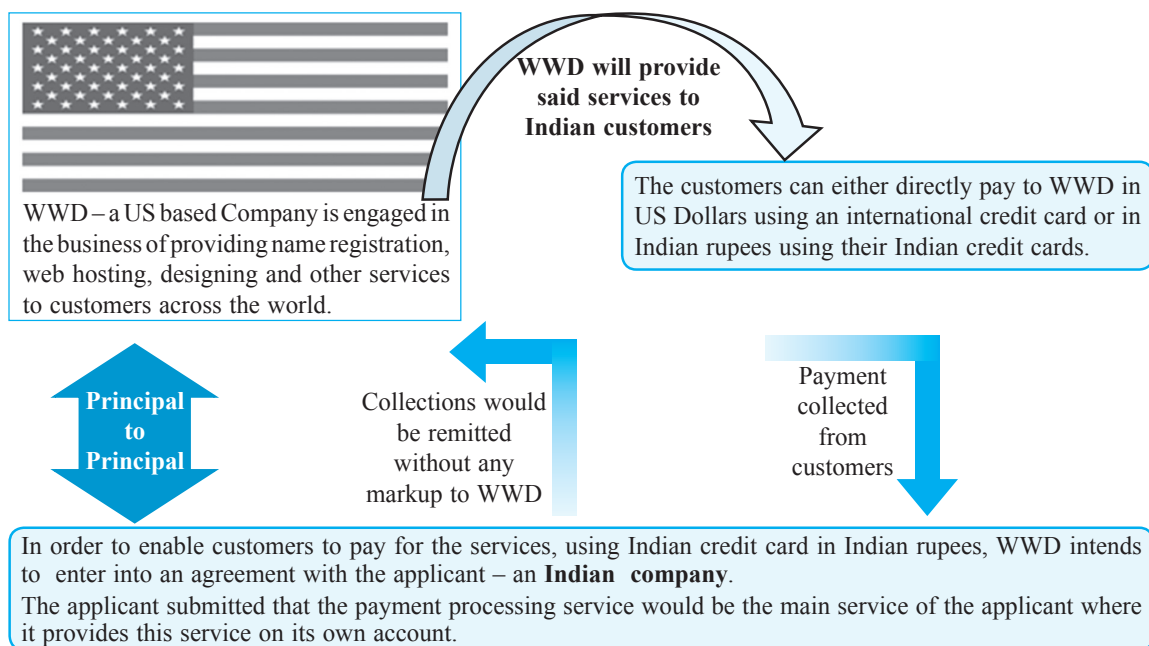 WWD will provide
said services to
Indian customers
WWD – a US based Company is engaged in
the business of providing name registration,
web hosting, designing and other services
to customers across the world.
The customers can either directly pay to WWD in
US Dollars using an international credit card or in
Indian rupees using their Indian credit cards.
Principal
to
Principal
Collections would
be remitted
without any
markup to WWD
Payment
collected
from
customers
In order to enable customers to pay for the services, using Indian credit card in Indian rupees, WWD intends
to enter into an agreement with the applicant – an Indian company.
The applicant submitted that the payment processing service would be the main service of the applicant where
it provides this service on its own account.